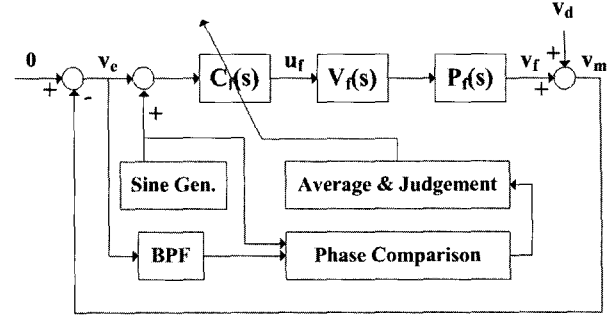 v_d
0
v_e
+
-
+
C_f(s)
u_f
V_f(s)
P_f(s)
v_f
+
+
v_m
Sine Gen.
Average & Judgement
BPF
Phase Comparison